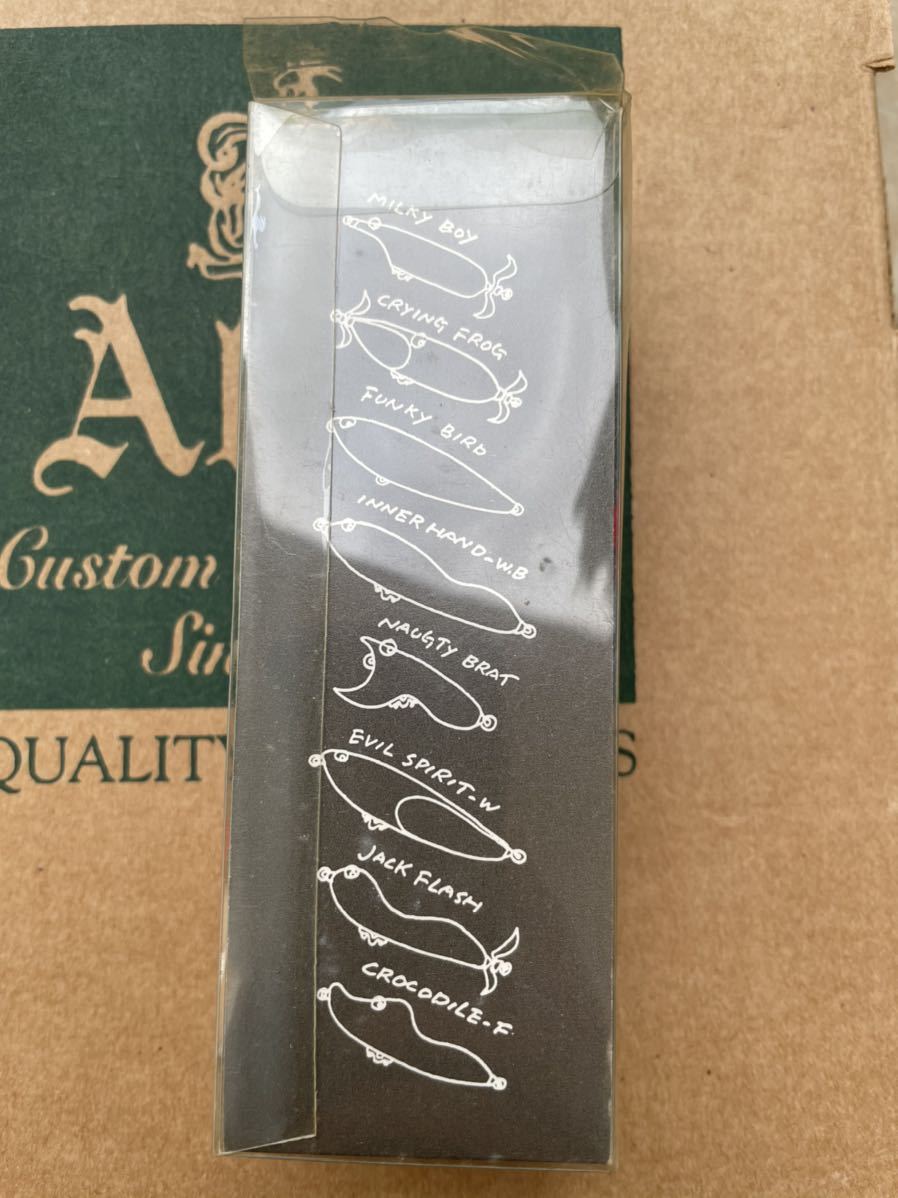 MILKY BOY
CRYING FROG
FUNKY BIRD
INNER HAND-W.B
NAUGTY BRAT
EVIL SPIRIT-W
JACK FLASH
CROCODILE-F
Custom
QUALITY